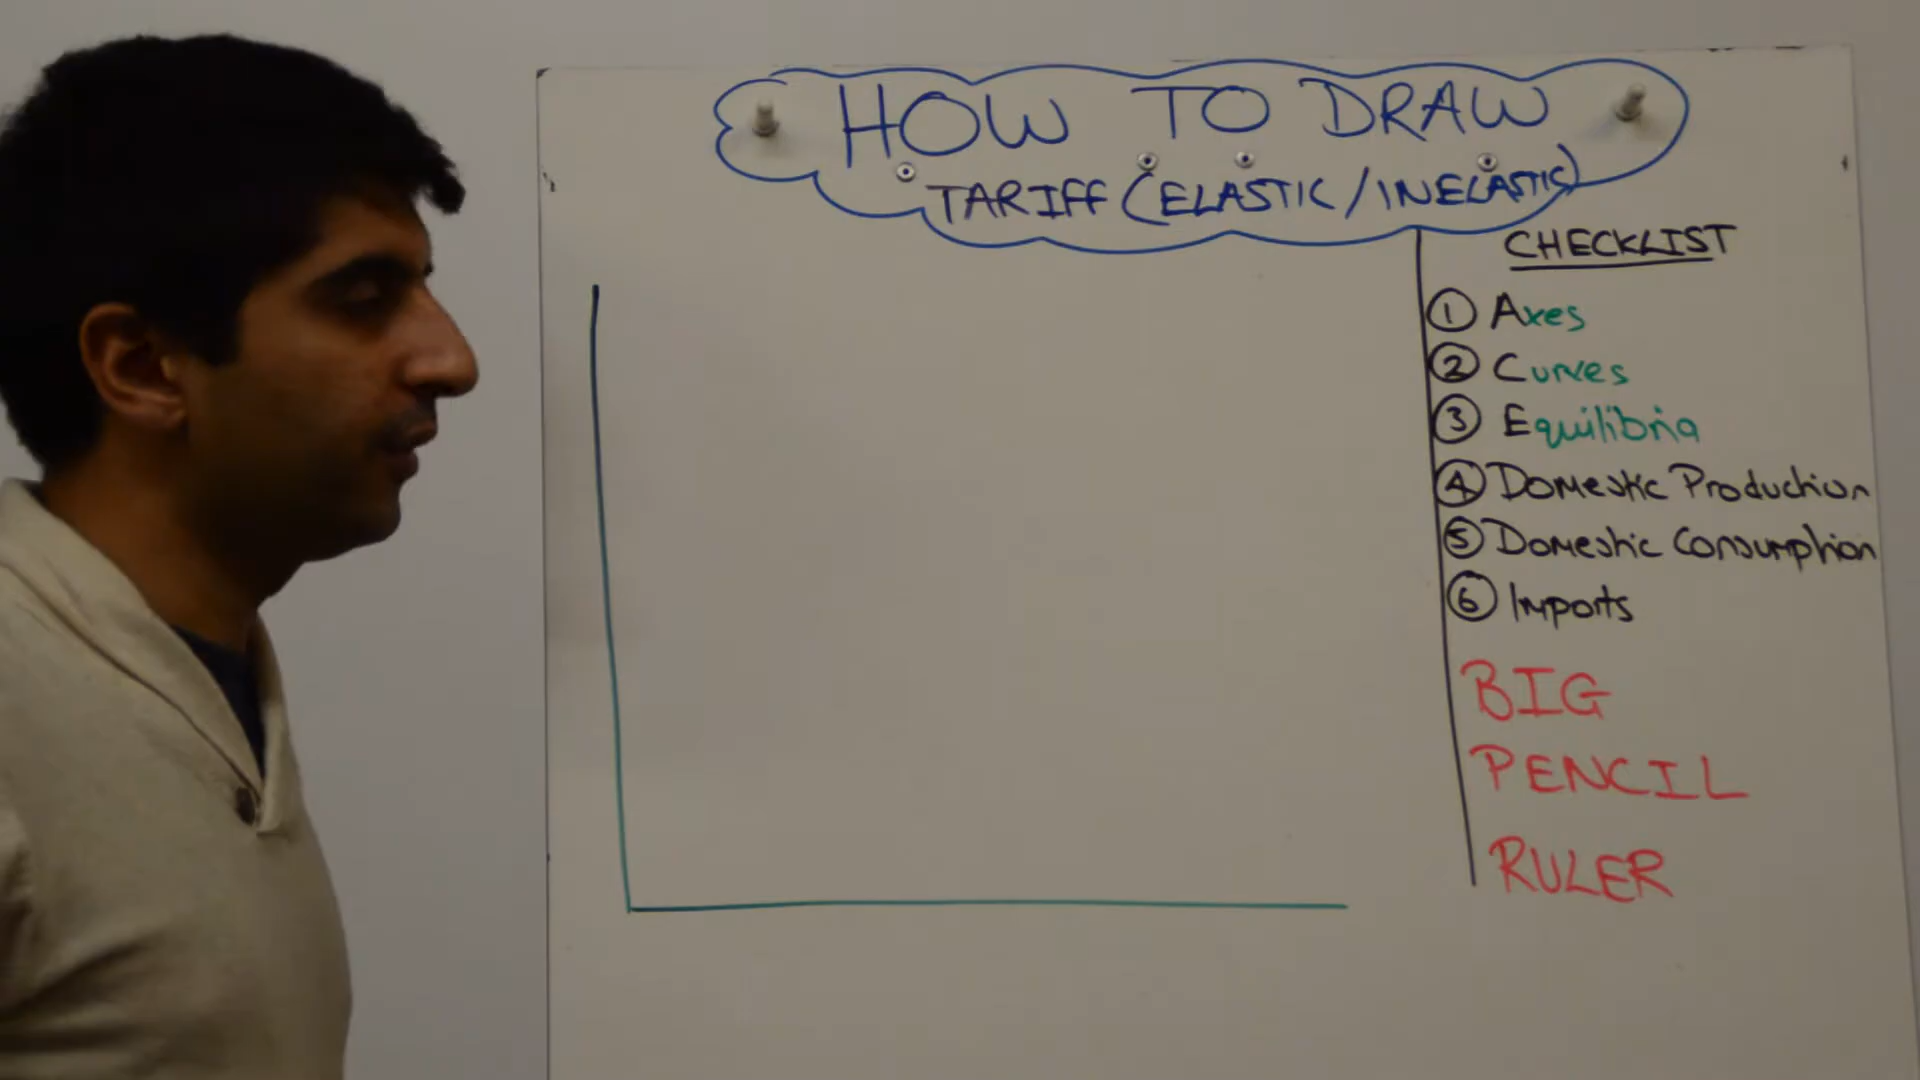 HOW TO DRAW
TARIFF (ELASTIC/INELASTIC)
CHECKLIST
1 Axes
2 Curves
3 Equilibria
4 Domestic Production
5 Domestic Consumption
6 Imports
BIG
PENCIL
RULER